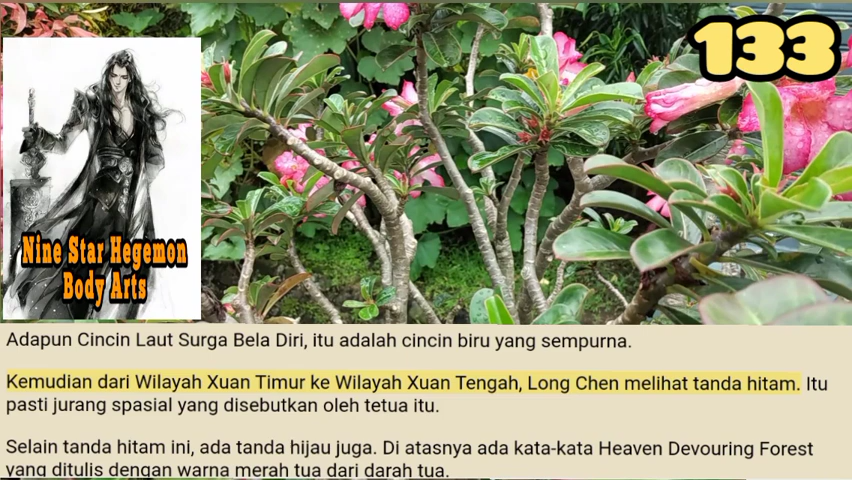 133
Nine Star Hegemon
Body Arts
Adapun Cincin Laut Surga Bela Diri, itu adalah cincin biru yang sempurna.
Kemudian dari Wilayah Xuan Timur ke Wilayah Xuan Tengah, Long Chen melihat tanda hitam. Itu
pasti jurang spasial yang disebutkan oleh tetua itu.
Selain tanda hitam ini, ada tanda hijau juga. Di atasnya ada kata-kata Heaven Devouring Forest
yang ditulis dengan warna merah tua dari darah tua.